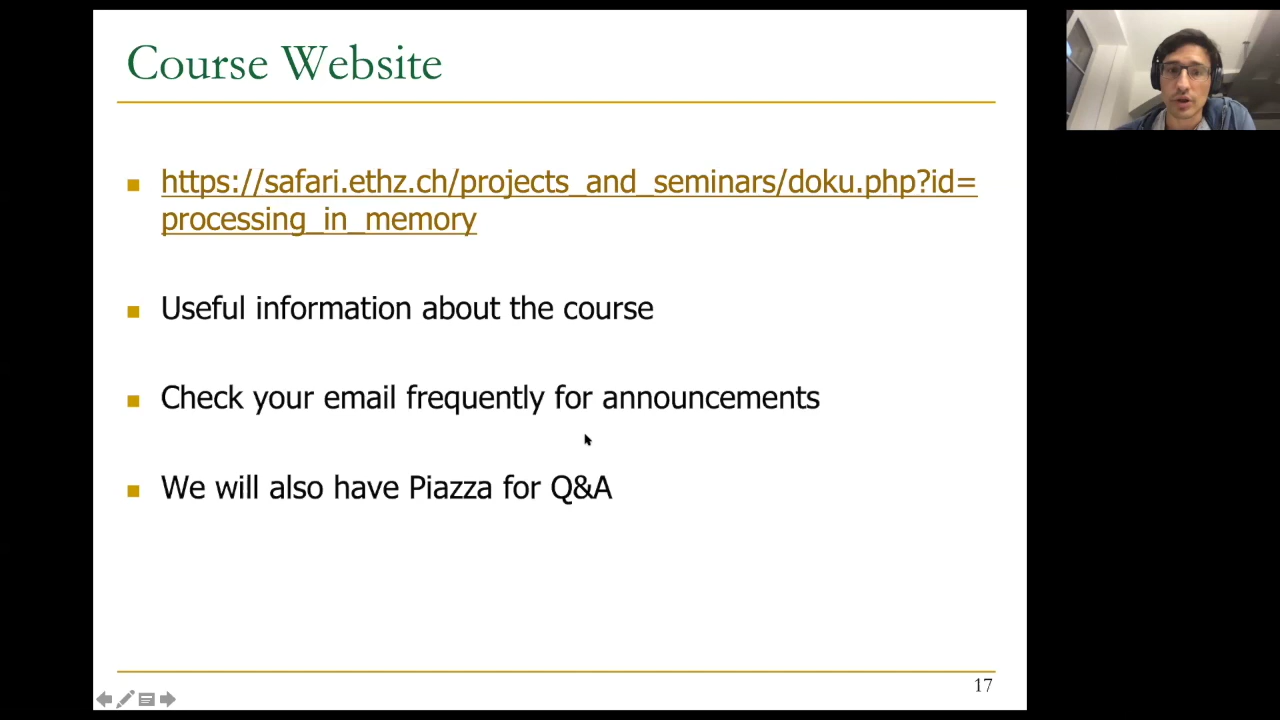 Course Website
https://safari.ethz.ch/projects_and_seminars/doku.php?id=
processing_in_memory
Useful information about the course
Check your email frequently for announcements
We will also have Piazza for Q&A
17